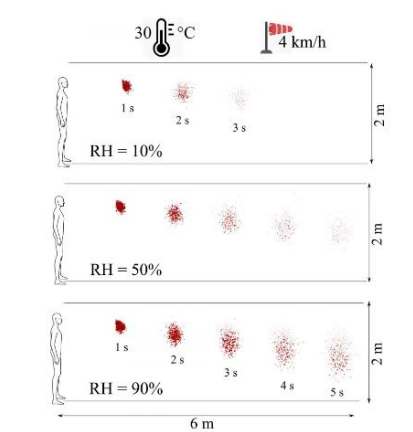 30 °C
4 km/h
1 s
2 s
3 s
RH = 10%
2 m
RH = 50%
2 m
1 s
2 s
3 s
4 s
5 s
RH = 90%
2 m
6 m